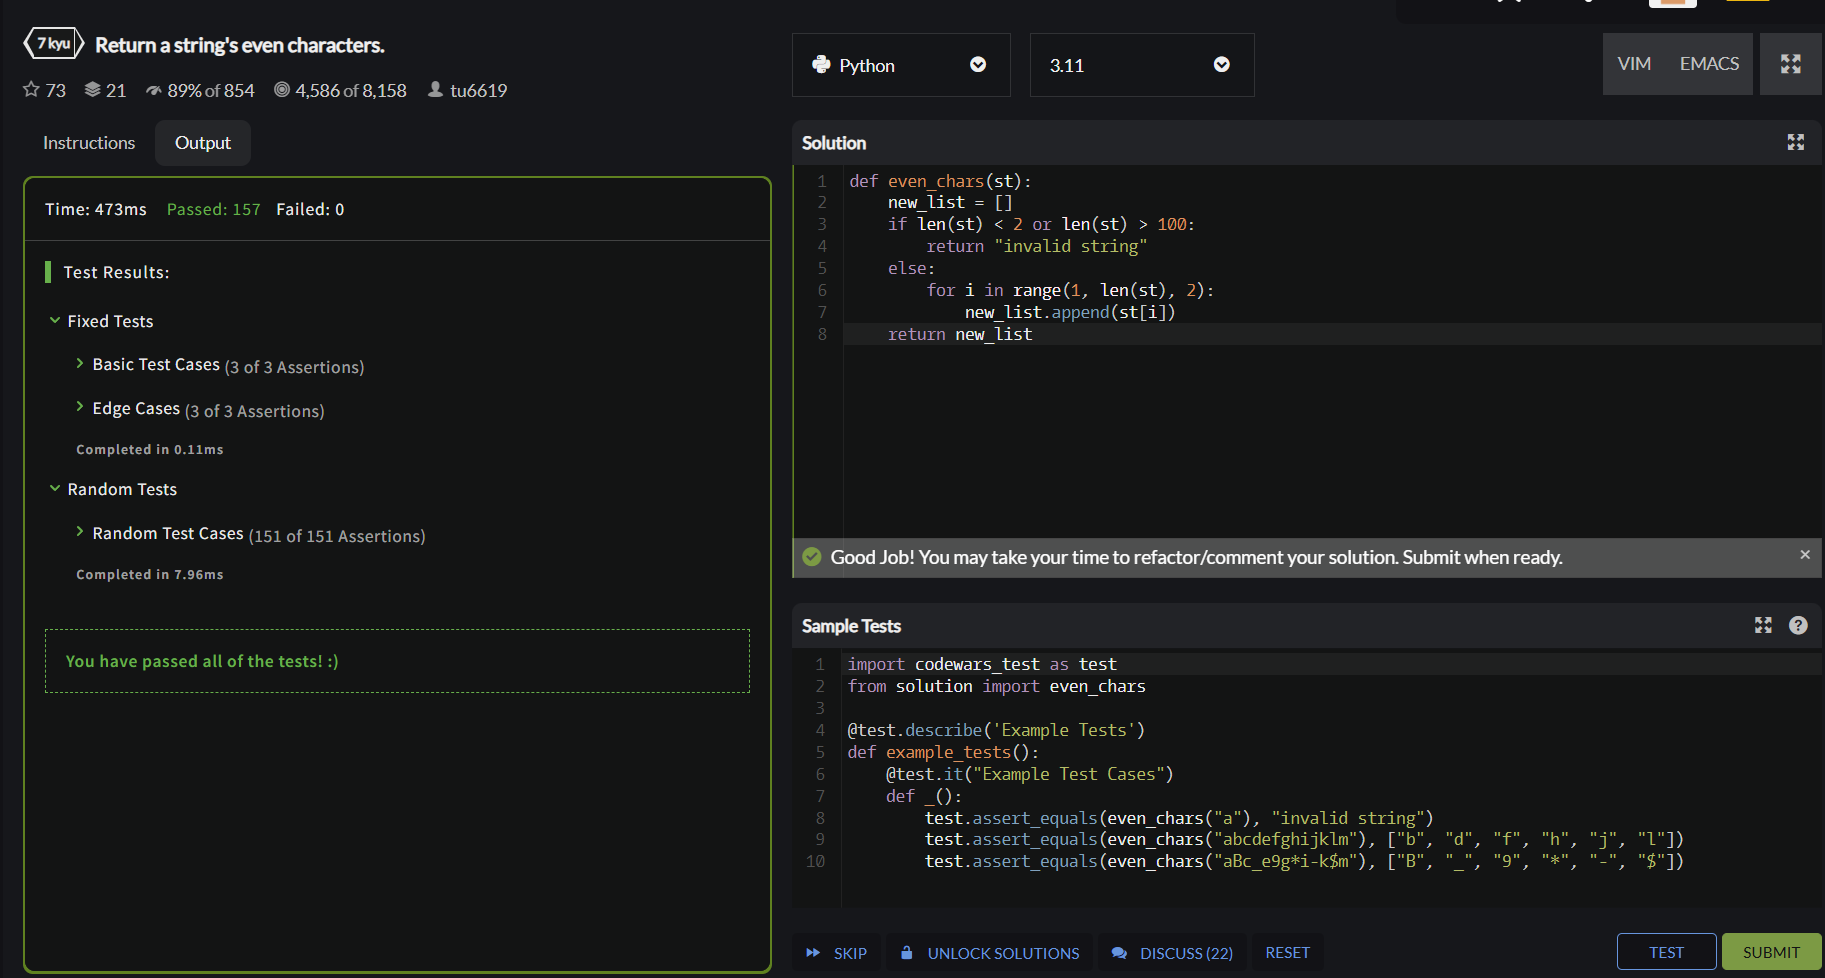 7 kyu Return a string's even characters.
73 21 89% of 854 4,586 of 8,158 tu6619
Instructions Output
Time: 473ms Passed: 157 Failed: 0
Test Results:
Fixed Tests
Basic Test Cases (3 of 3 Assertions)
Edge Cases (3 of 3 Assertions)
Completed in 0.11ms
Random Tests
Random Test Cases (151 of 151 Assertions)
Completed in 7.96ms
You have passed all of the tests! :)
Python 3.11 VIM EMACS
Solution
1 def even_chars(st):
2     new_list = []
3     if len(st) < 2 or len(st) > 100:
4         return "invalid string"
5     else:
6         for i in range(1, len(st), 2):
7             new_list.append(st[i])
8     return new_list
Good Job! You may take your time to refactor/comment your solution. Submit when ready. ×
Sample Tests ?
1 import codewars_test as test
2 from solution import even_chars
3
4 @test.describe('Example Tests')
5 def example_tests():
6     @test.it("Example Test Cases")
7     def _():
8         test.assert_equals(even_chars("a"), "invalid string")
9         test.assert_equals(even_chars("abcdefghijklm"), ["b", "d", "f", "h", "j", "l"])
10         test.assert_equals(even_chars("aBc_e9g*i-k$m"), ["B", "_", "9", "*", "-", "$"])
SKIP UNLOCK SOLUTIONS DISCUSS (22) RESET TEST SUBMIT